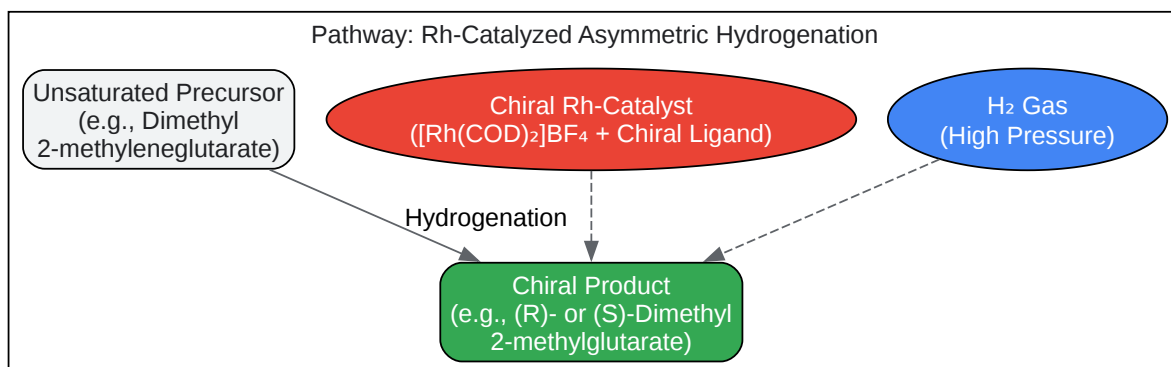 Pathway: Rh-Catalyzed Asymmetric Hydrogenation
Unsaturated Precursor
(e.g., Dimethyl
2-methyleneglutarate)
Chiral Rh-Catalyst
([Rh(COD)₂]BF₄ + Chiral Ligand)
H₂ Gas
(High Pressure)
Hydrogenation
Chiral Product
(e.g., (R)- or (S)-Dimethyl
2-methylglutarate)